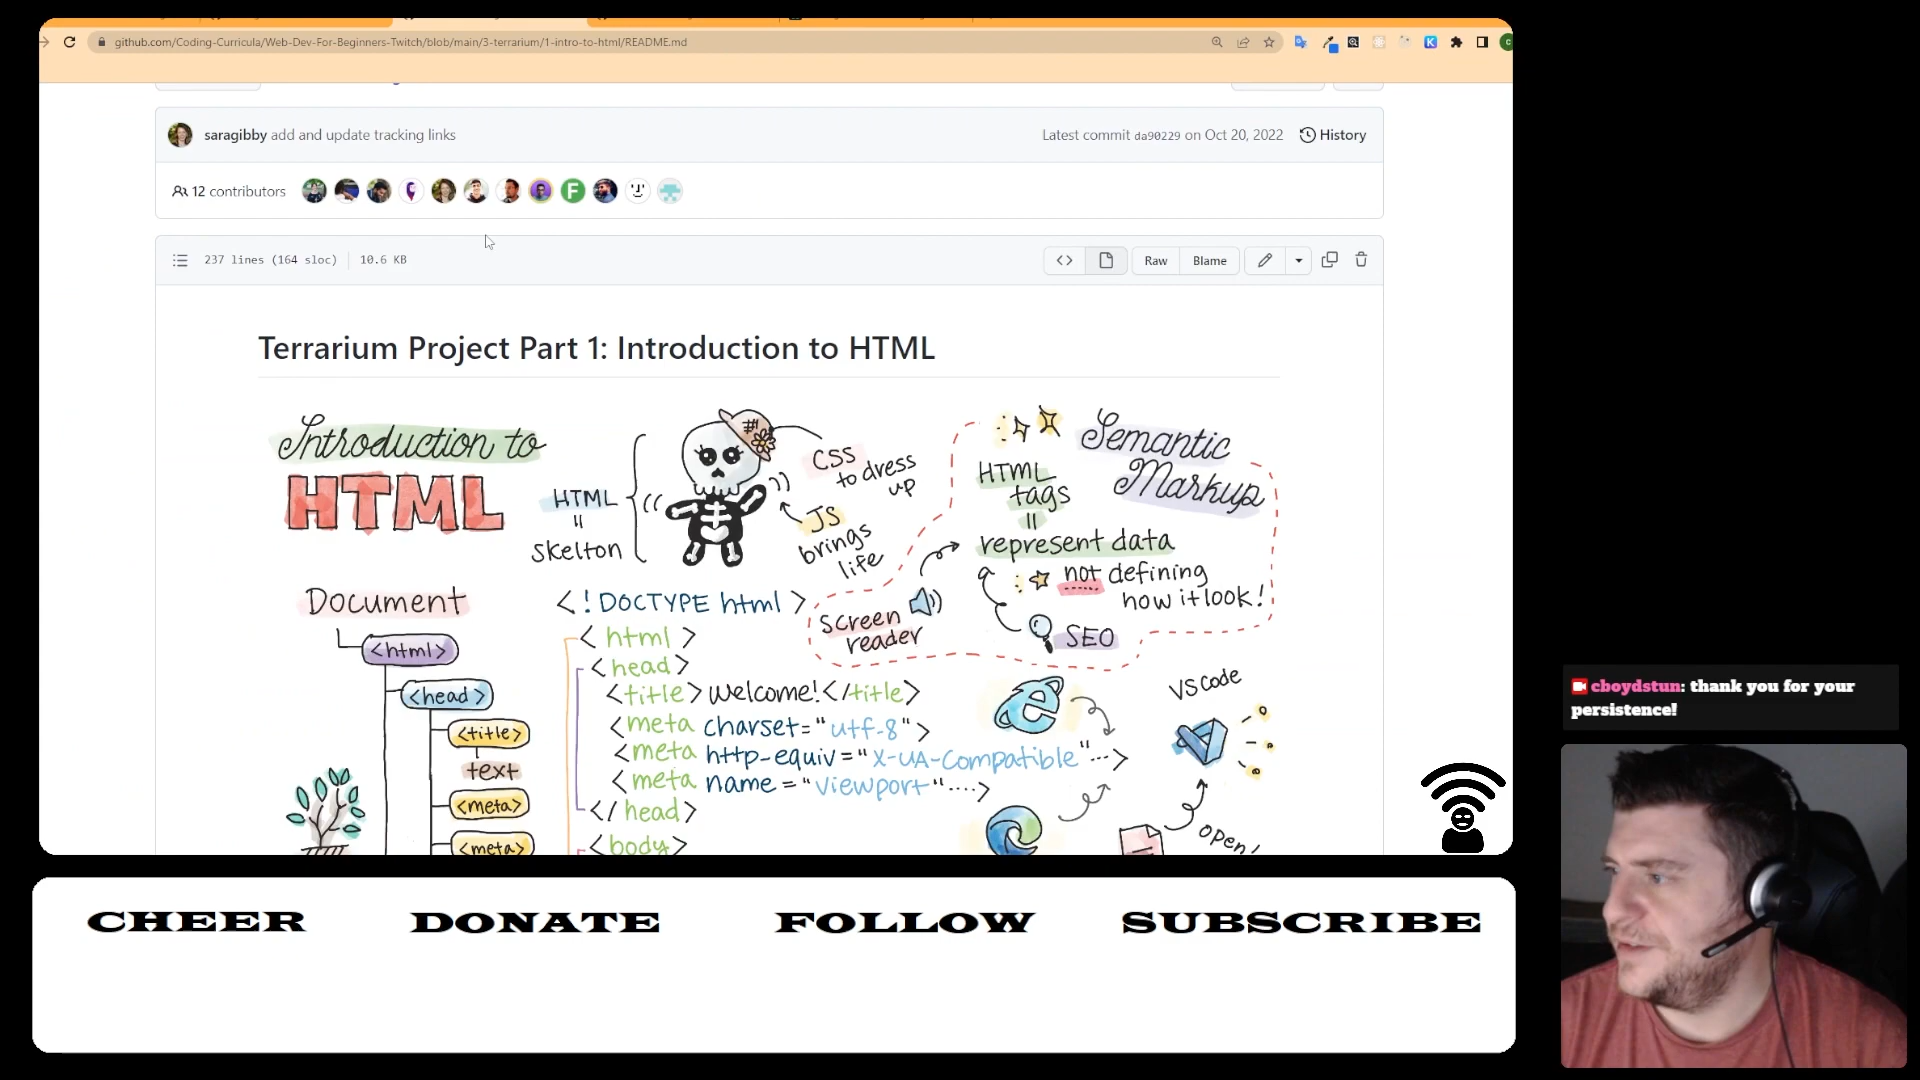 github.com/Coding-Curricula/Web-Dev-For-Beginners-Twitch/blob/main/3-terrarium/1-intro-to-html/README.md
saragibby add and update tracking links
Latest commit da90229 on Oct 20, 2022
History
12 contributors
F
237 lines (164 sloc)
10.6 KB
Raw
Blame
Terrarium Project Part 1: Introduction to HTML
Introduction to
HTML
HTML
=
Skelton
CSS
to dress
up
JS
brings
life
Semantic
Markup
HTML
tags
=
represent data
not defining
how it look!
SEO
screen
reader
Document
<html>
<head>
<title>
text
<meta>
<meta>
<!DOCTYPE html>
<html>
<head>
<title>Welcome!</title>
<meta charset="utf-8">
<meta http-equiv="X-UA-Compatible"...>
<meta name="viewport"....>
</head>
<body>
VScode
open!
cboydstun: thank you for your
persistence!
CHEER
DONATE
FOLLOW
SUBSCRIBE